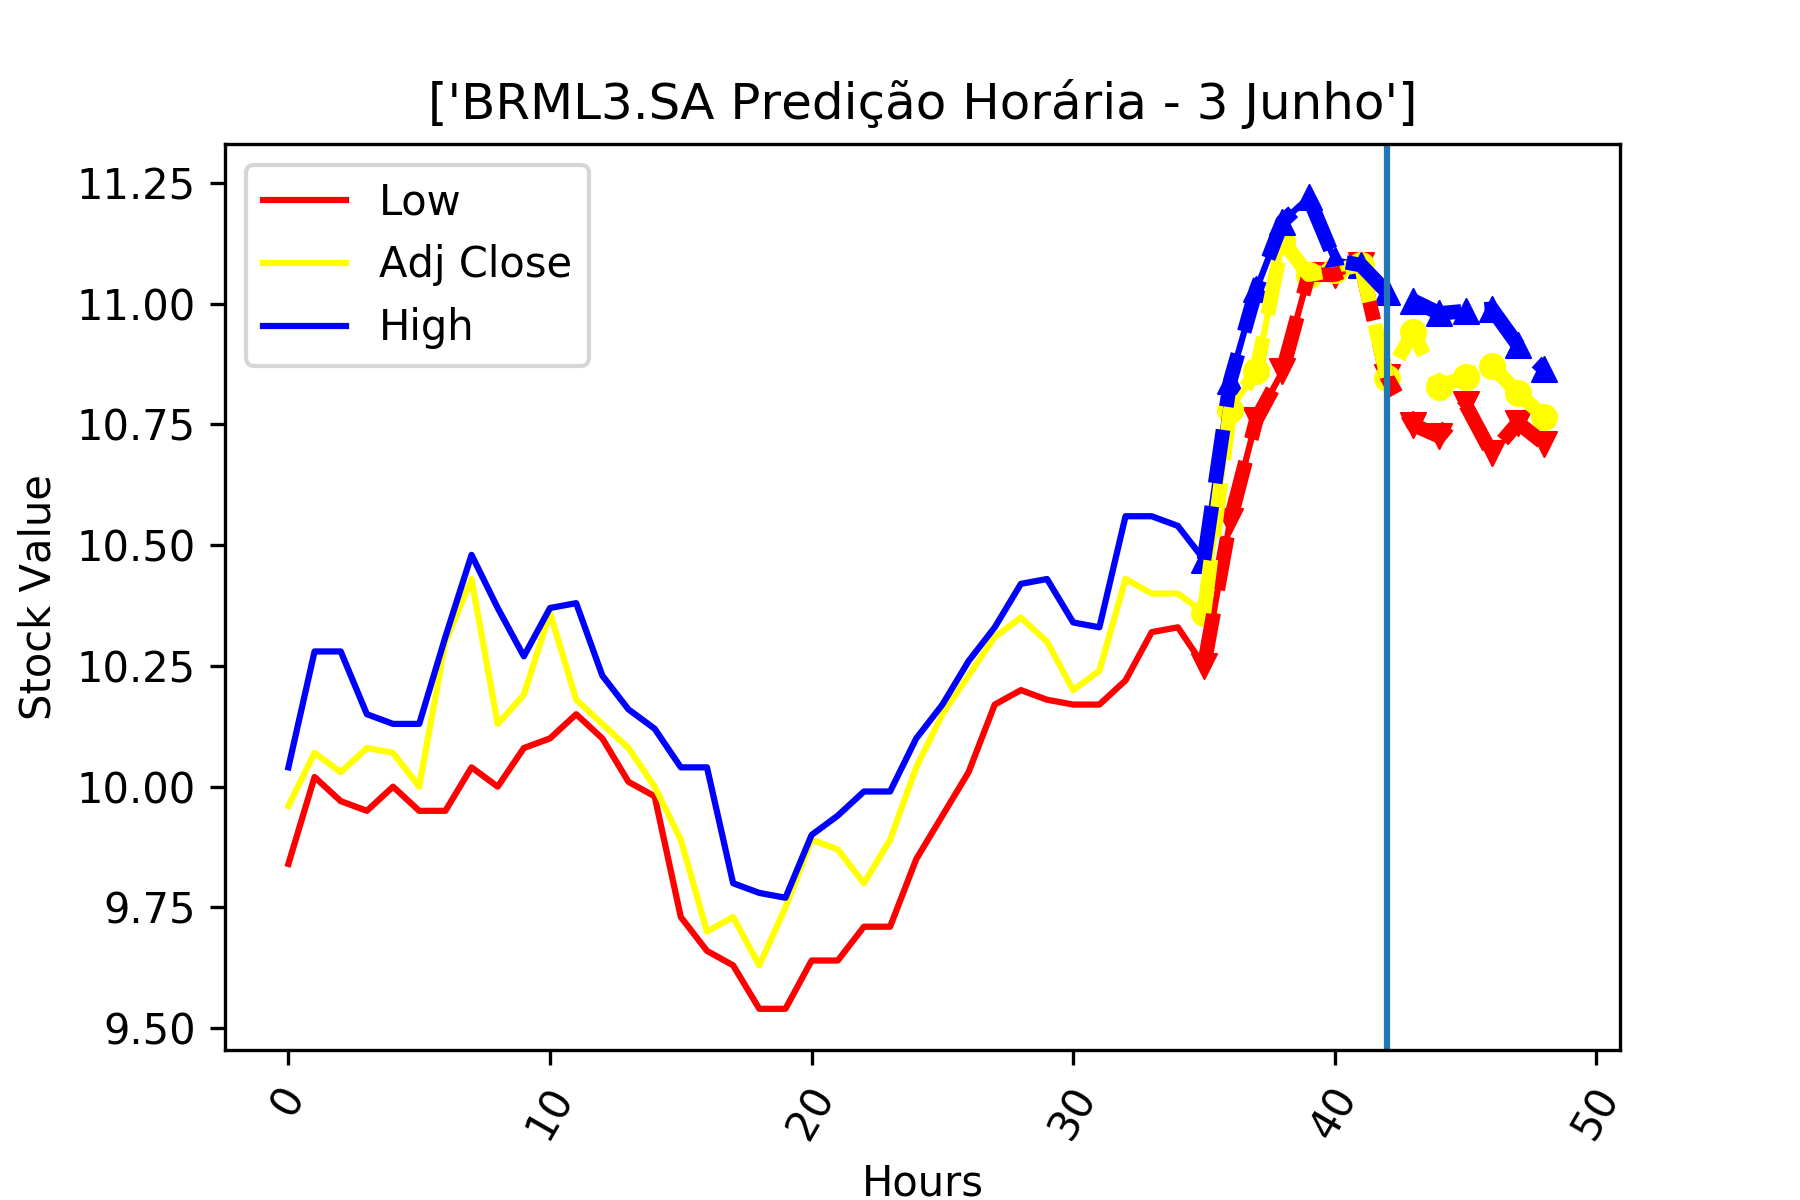 ['BRML3.SA Predição Horária - 3 Junho']
Low
Adj Close
High
11.25
11.00
10.75
10.50
10.25
10.00
9.75
9.50
Stock Value
0
10
20
30
40
50
Hours